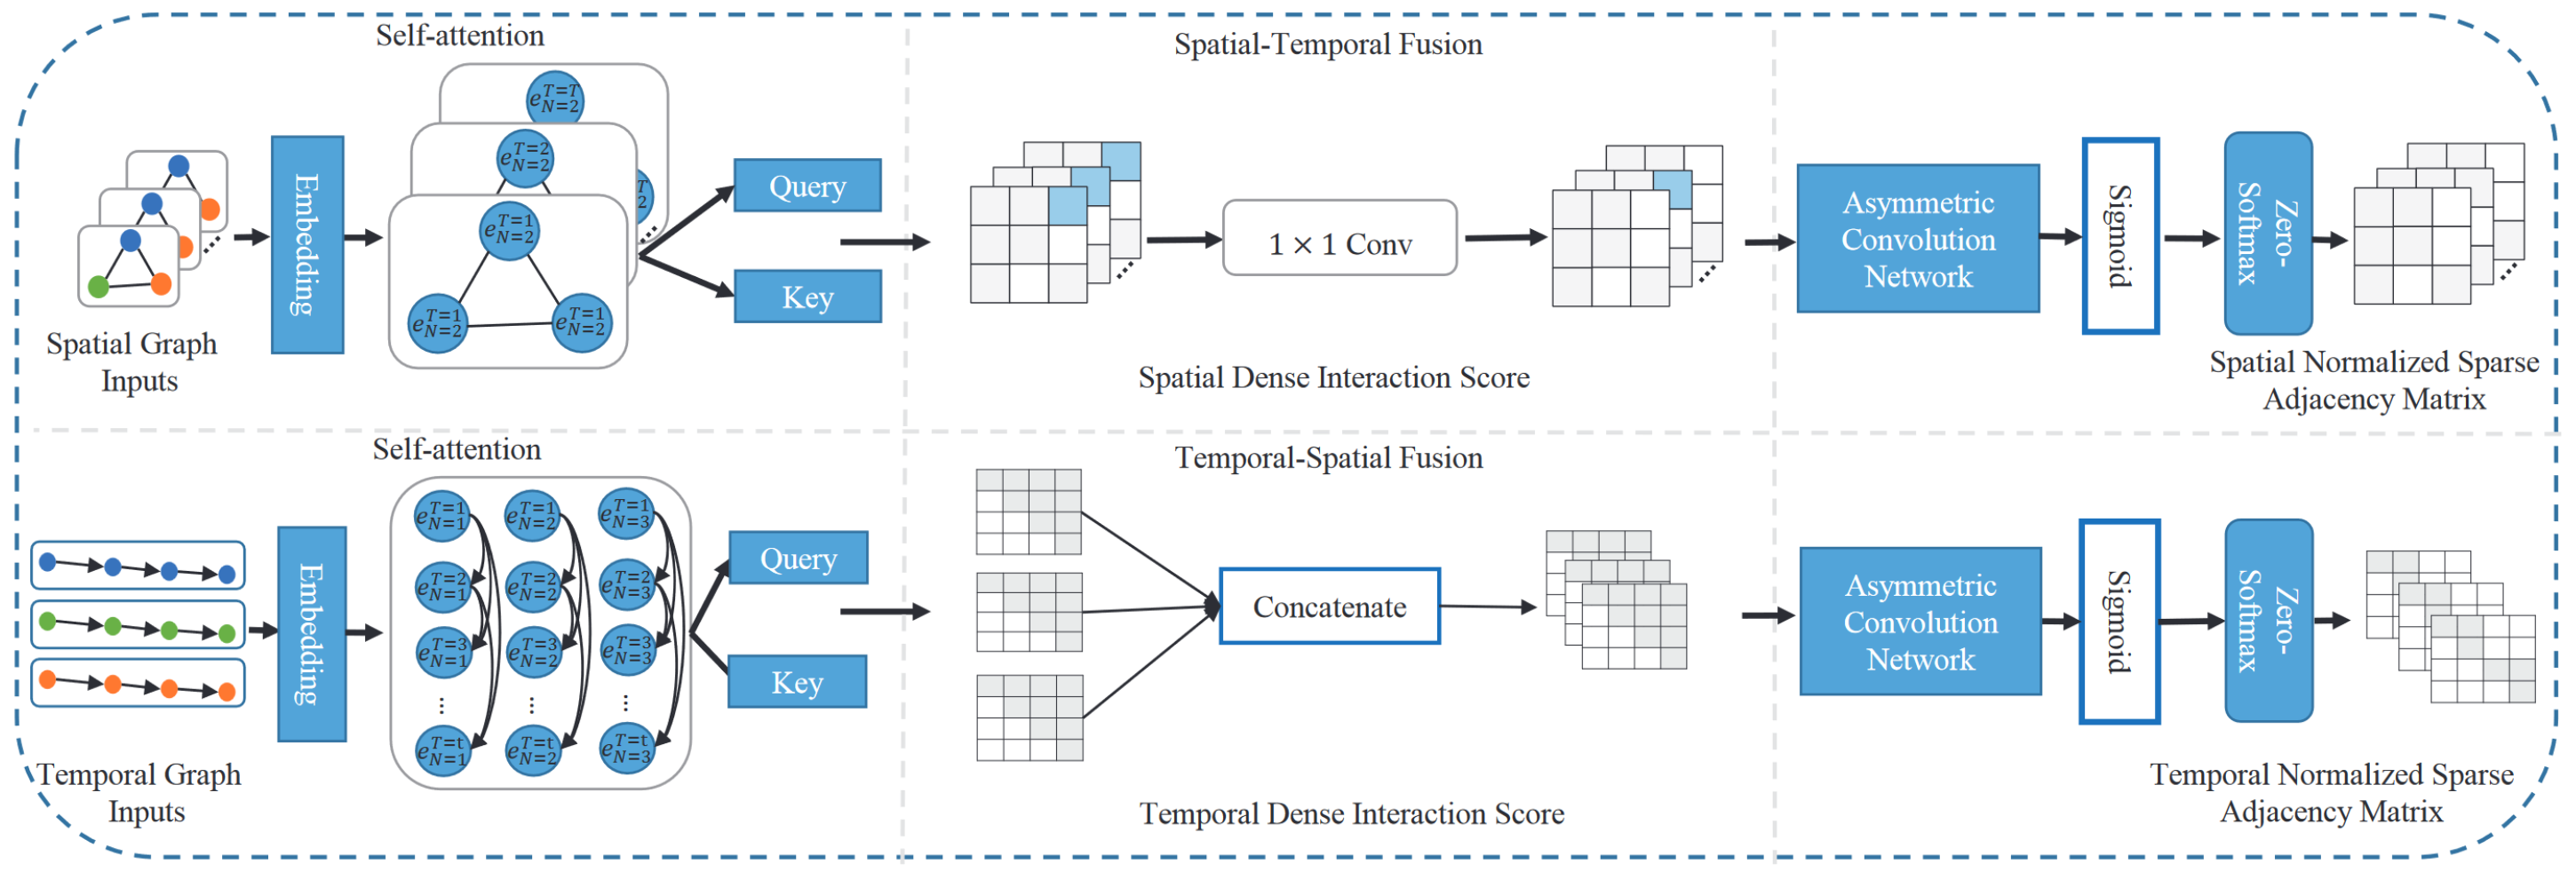 Self-attention
Spatial-Temporal Fusion
e^{T=T}_{N=2}
e^{T=2}_{N=2}
T
2
e^{T=1}_{N=2}
e^{T=1}_{N=2}
e^{T=1}_{N=2}
Embedding
Query
Key
1 × 1 Conv
Asymmetric
Convolution
Network
Sigmoid
Zero-
Softmax
Spatial Graph
Inputs
Spatial Dense Interaction Score
Spatial Normalized Sparse
Adjacency Matrix
Self-attention
Temporal-Spatial Fusion
Embedding
e^{T=1}_{N=1} e^{T=1}_{N=2} e^{T=1}_{N=3}
e^{T=2}_{N=1} e^{T=2}_{N=2} e^{T=2}_{N=3}
e^{T=3}_{N=1} e^{T=3}_{N=2} e^{T=3}_{N=3}
... ... ...
e^{T=t}_{N=1} e^{T=t}_{N=2} e^{T=t}_{N=3}
Query
Key
Concatenate
Asymmetric
Convolution
Network
Sigmoid
Zero-
Softmax
Temporal Graph
Inputs
Temporal Dense Interaction Score
Temporal Normalized Sparse
Adjacency Matrix